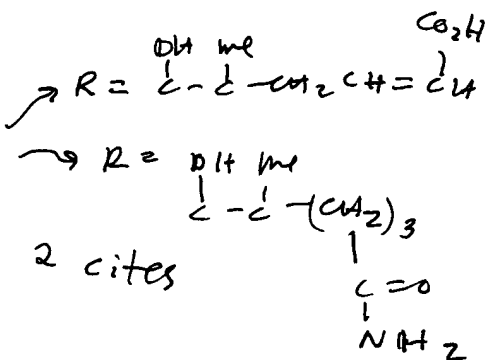 CO2H
OH me
R = C - C - CH2 CH = CH
R = OH Me
C - C - (CH2)3
2 cites
C = O
NH2